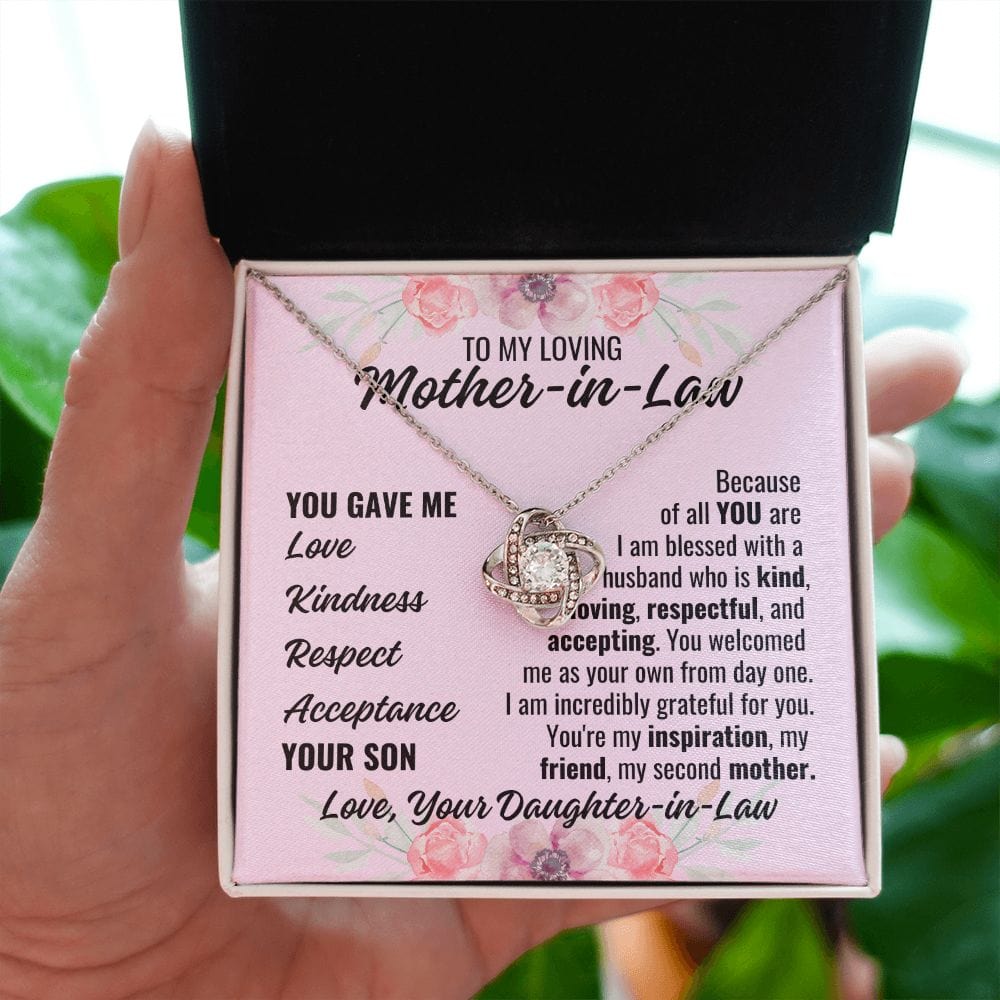 TO MY LOVING
Mother-in-Law
YOU GAVE ME
Love
Kindness
Respect
Acceptance
YOUR SON
Because
of all YOU are
I am blessed with a
husband who is kind,
loving, respectful, and
accepting. You welcomed
me as your own from day one.
I am incredibly grateful for you.
You're my inspiration, my
friend, my second mother.
Love, Your Daughter-in-Law